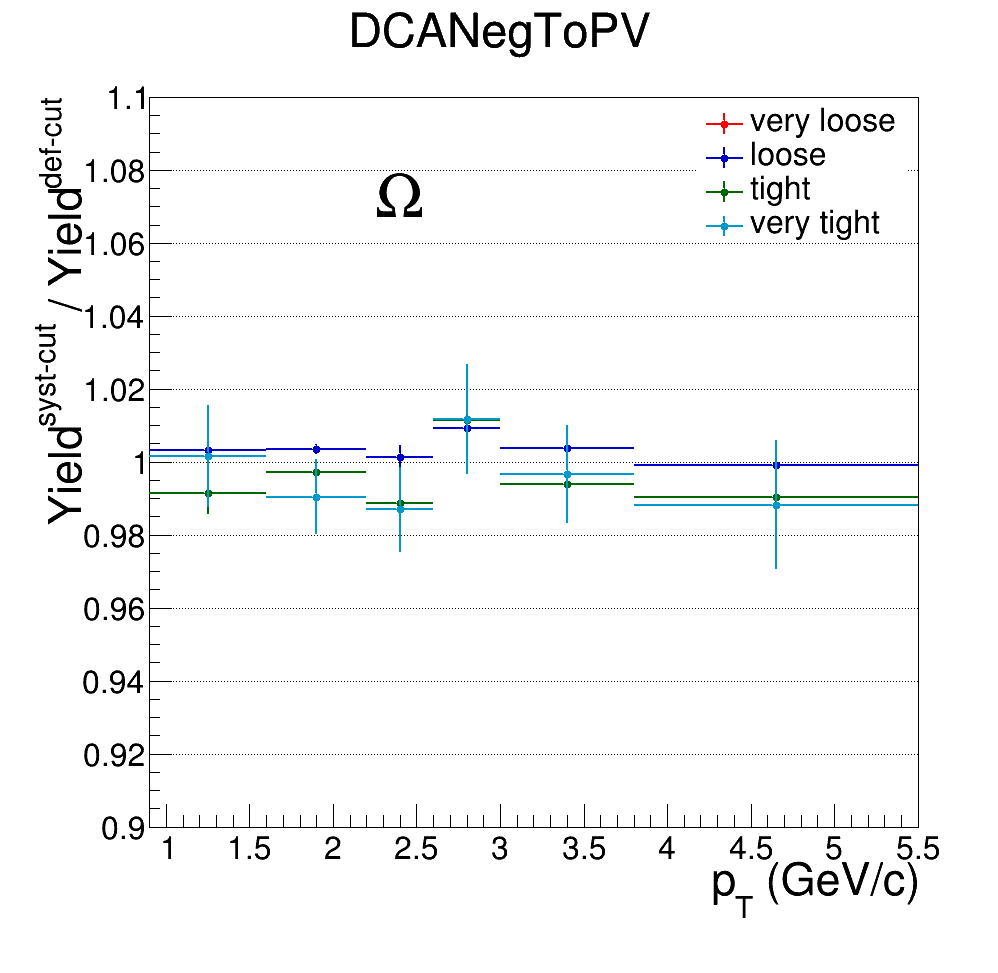 DCANegToPV
Yield^syst-cut / Yield^def-cut
1.1
1.08
1.06
1.04
1.02
1
0.98
0.96
0.94
0.92
0.9
Ω
very loose
loose
tight
very tight
1 1.5 2 2.5 3 3.5 4 4.5 5 5.5
p_T (GeV/c)